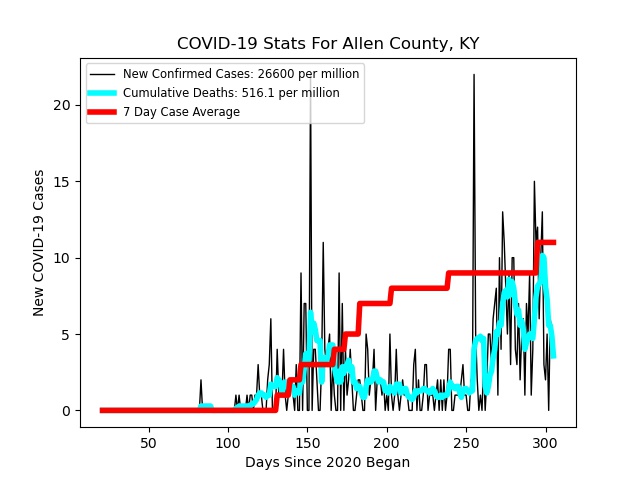 COVID-19 Stats For Allen County, KY
New Confirmed Cases: 26600 per million
Cumulative Deaths: 516.1 per million
7 Day Case Average
New COVID-19 Cases
20
15
10
5
0
50 100 150 200 250 300
Days Since 2020 Began